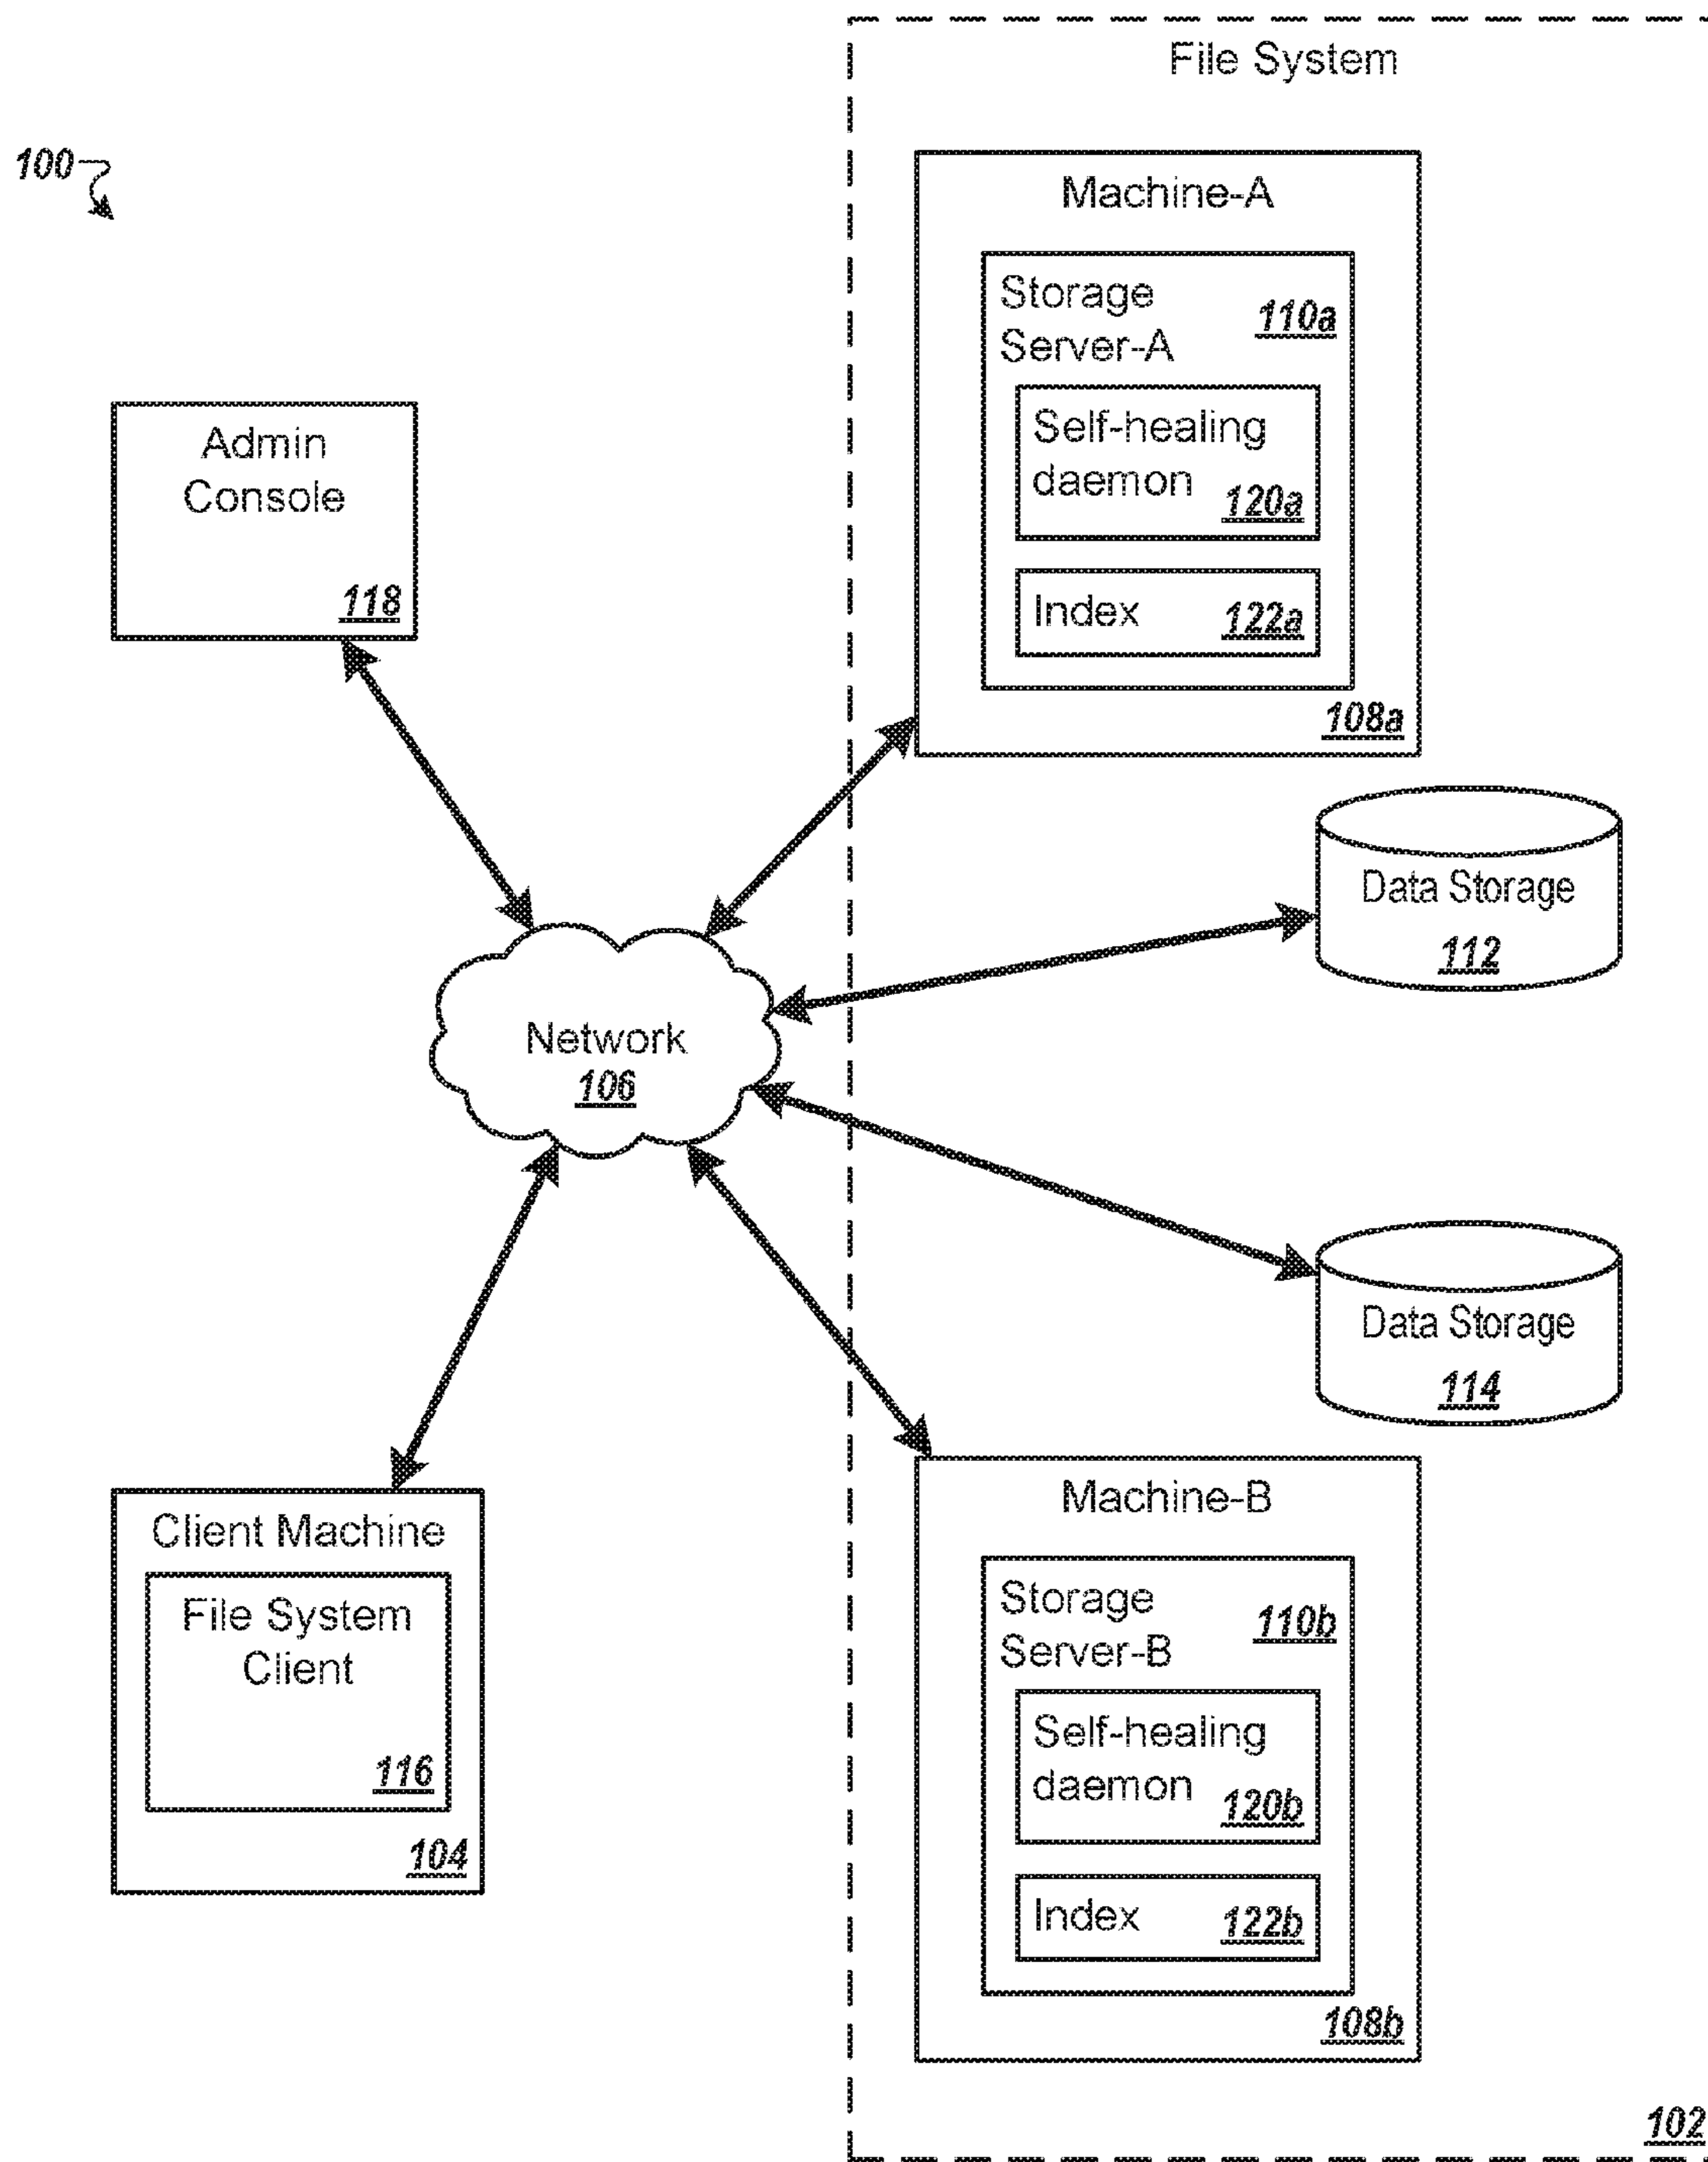 File System
100
Machine-A
Storage
Server-A
110a
Self-healing
daemon
120a
Index
122a
108a
Admin
Console
118
Data Storage
112
Network
106
Data Storage
114
Client Machine
File System
Client
116
104
Machine-B
Storage
Server-B
110b
Self-healing
daemon
120b
Index
122b
108b
102